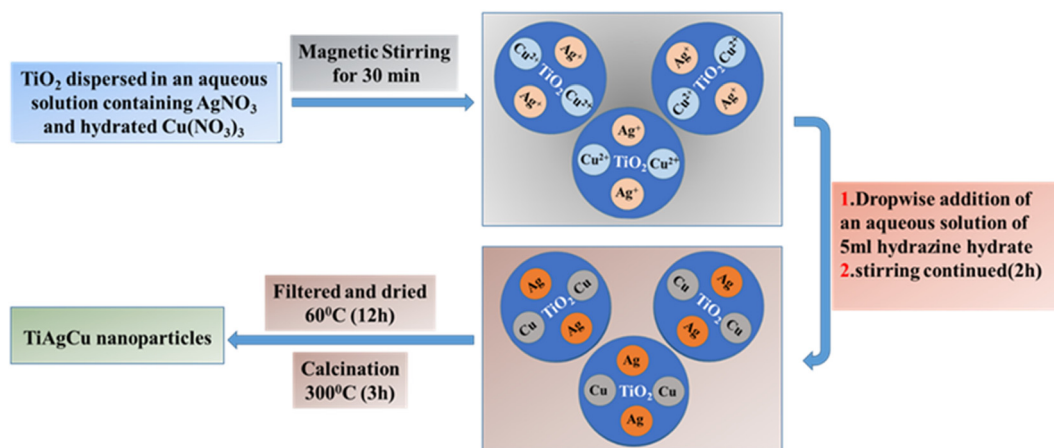 TiO₂ dispersed in an aqueous
solution containing AgNO₃
and hydrated Cu(NO₃)₃
Magnetic Stirring
for 30 min
Cu²⁺ Ag⁺
TiO₂
Ag⁺ Cu²⁺
Ag⁺ Cu²⁺
TiO₂
Cu²⁺ Ag⁺
Ag⁺
Cu²⁺ TiO₂ Cu²⁺
Ag⁺
1.Dropwise addition of
an aqueous solution of
5ml hydrazine hydrate
2.stirring continued(2h)
Ag Cu
TiO₂
Cu Ag
Cu Ag
TiO₂
Ag Cu
Ag
Cu TiO₂ Cu
Ag
Filtered and dried
60⁰C (12h)
Calcination
300⁰C (3h)
TiAgCu nanoparticles